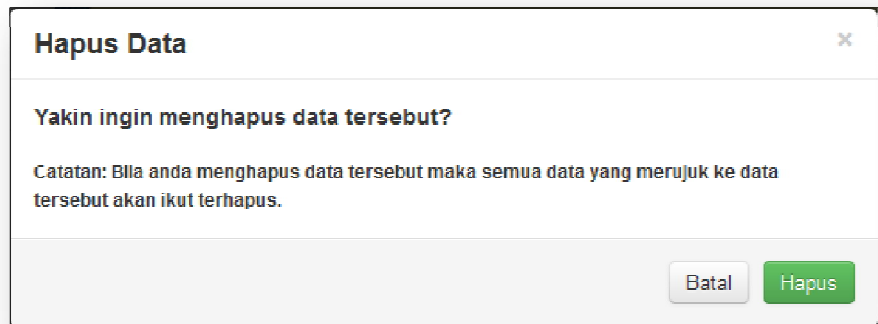 Hapus Data ×
Yakin ingin menghapus data tersebut?
Catatan: Bila anda menghapus data tersebut maka semua data yang merujuk ke data
tersebut akan ikut terhapus.
Batal Hapus